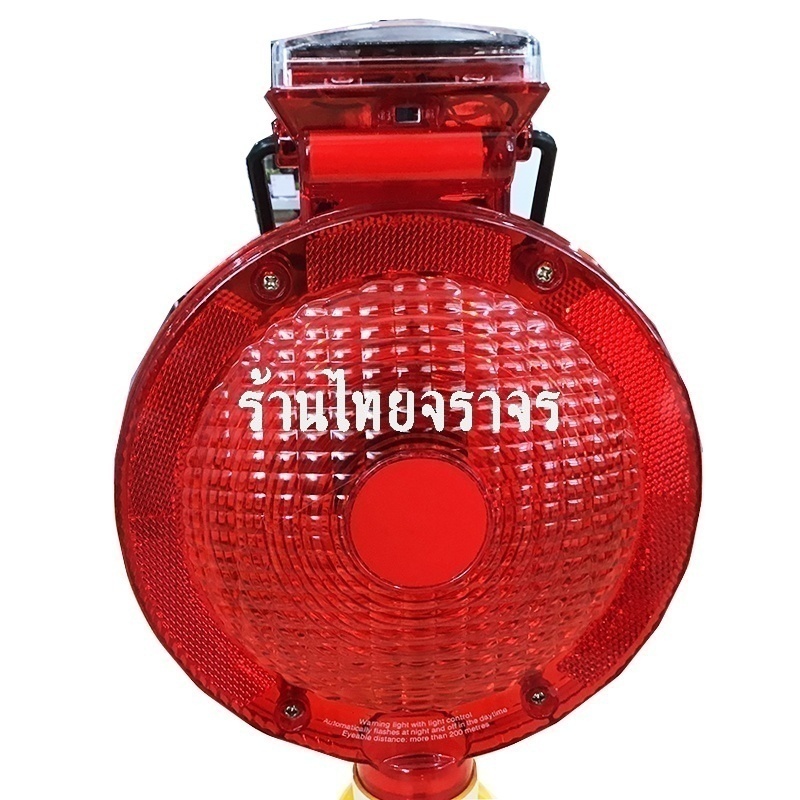 ร้านไทยจราจร
Warning light with light control
Automatically flashes at night and off in the daytime
Eyeable distance: more than 200 metres